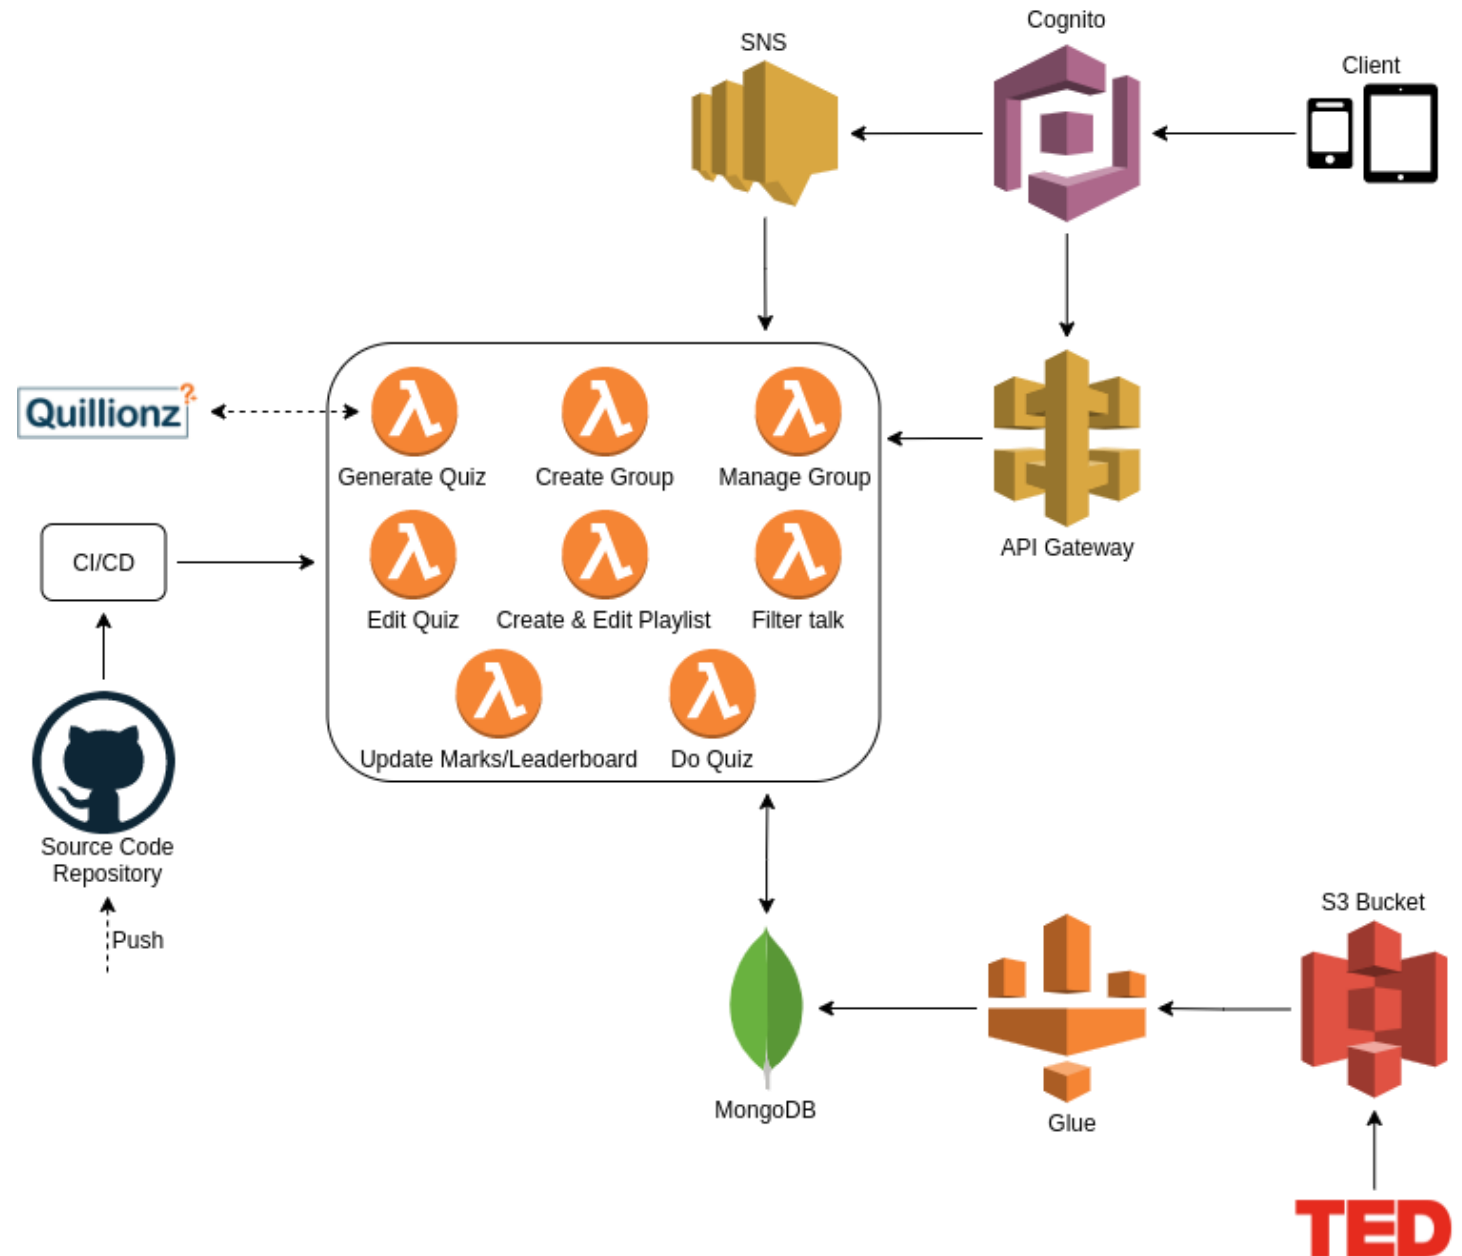 Cognito
SNS
Client
Quillionz?
Generate Quiz
Create Group
Manage Group
API Gateway
CI/CD
Edit Quiz
Create & Edit Playlist
Filter talk
Update Marks/Leaderboard
Do Quiz
Source Code
Repository
Push
S3 Bucket
MongoDB
Glue
TED